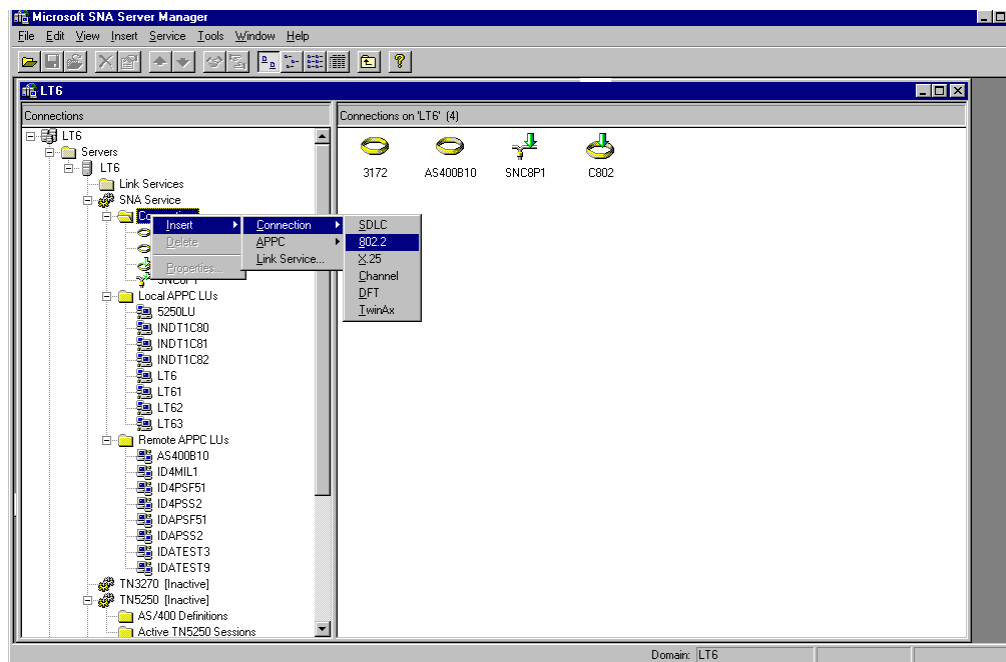 Microsoft SNA Server Manager
File Edit View Insert Service Tools Window Help
LT6
Connections
Connections on 'LT6' (4)
LT6
Servers
LT6
Link Services
SNA Service
3172
AS400B10
SNC8P1
C802
Insert
Delete
Properties...
Connection
APPC
Link Service...
SDLC
802.2
X.25
Channel
DFT
TwinAx
SNC8P1
Local APPC LUs
5250LU
INDT1C80
INDT1C81
INDT1C82
LT6
LT61
LT62
LT63
Remote APPC LUs
AS400B10
ID4MIL1
ID4PSF51
ID4PSS2
IDAPSF51
IDAPSS2
IDATEST3
IDATEST9
TN3270 [Inactive]
TN5250 [Inactive]
AS/400 Definitions
Active TN5250 Sessions
Domain: LT6